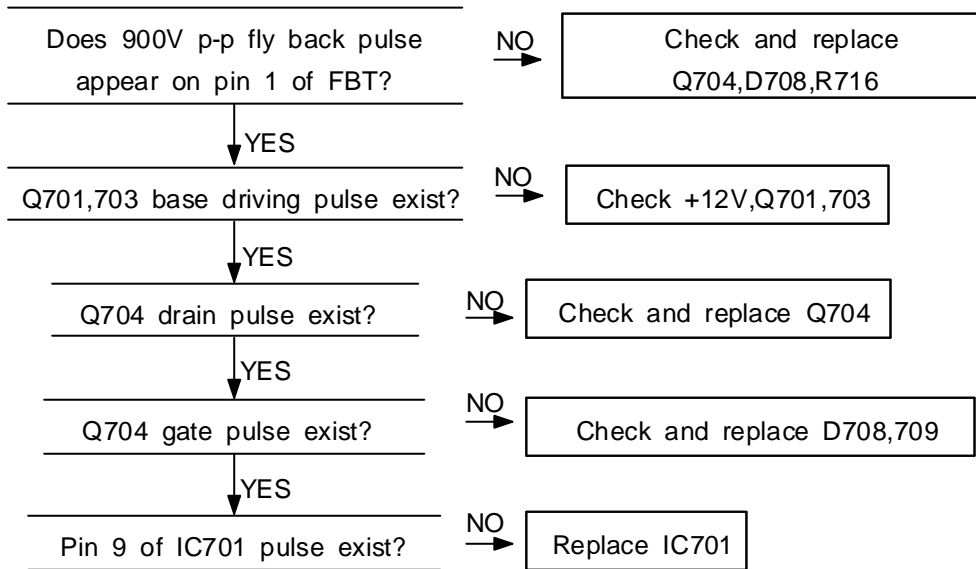 Does 900V p-p fly back pulse
appear on pin 1 of FBT?
NO
Check and replace
Q704,D708,R716
YES
Q701,703 base driving pulse exist?
NO
Check +12V,Q701,703
YES
Q704 drain pulse exist?
NO
Check and replace Q704
YES
Q704 gate pulse exist?
NO
Check and replace D708,709
YES
Pin 9 of IC701 pulse exist?
NO
Replace IC701